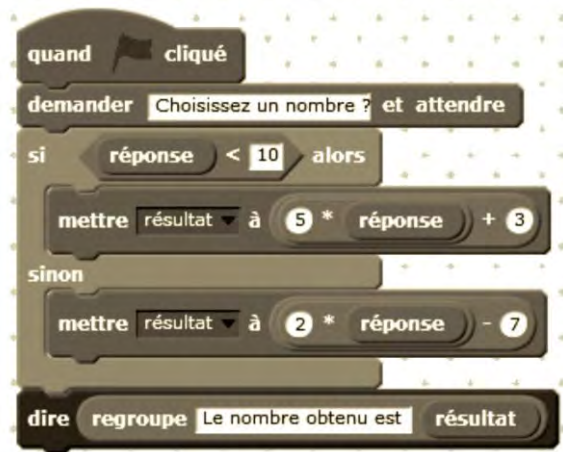 quand cliqué
demander Choisissez un nombre ? et attendre
si réponse < 10 alors
mettre résultat à 5 * réponse + 3
sinon
mettre résultat à 2 * réponse - 7
dire regroupe Le nombre obtenu est résultat